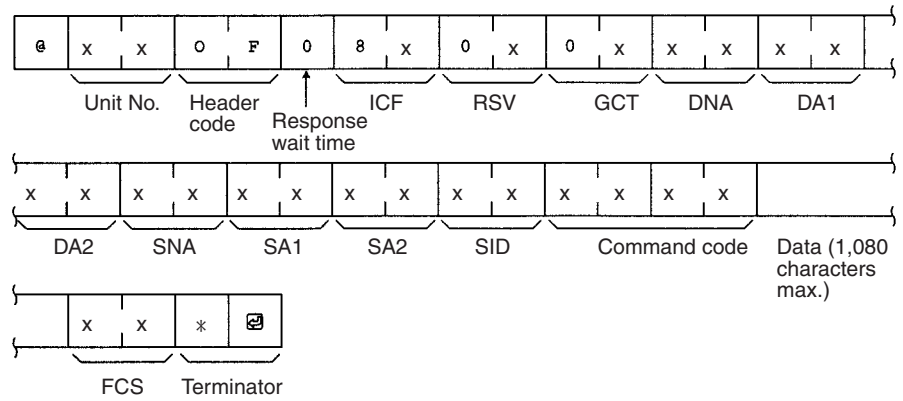 @ x x O F 0 8 x 0 x 0 x x x x x
Unit No. Header code Response wait time ICF RSV GCT DNA DA1
x x x x x x x x x x x x x x
DA2 SNA SA1 SA2 SID Command code Data (1,080 characters max.)
x x * ↵
FCS Terminator